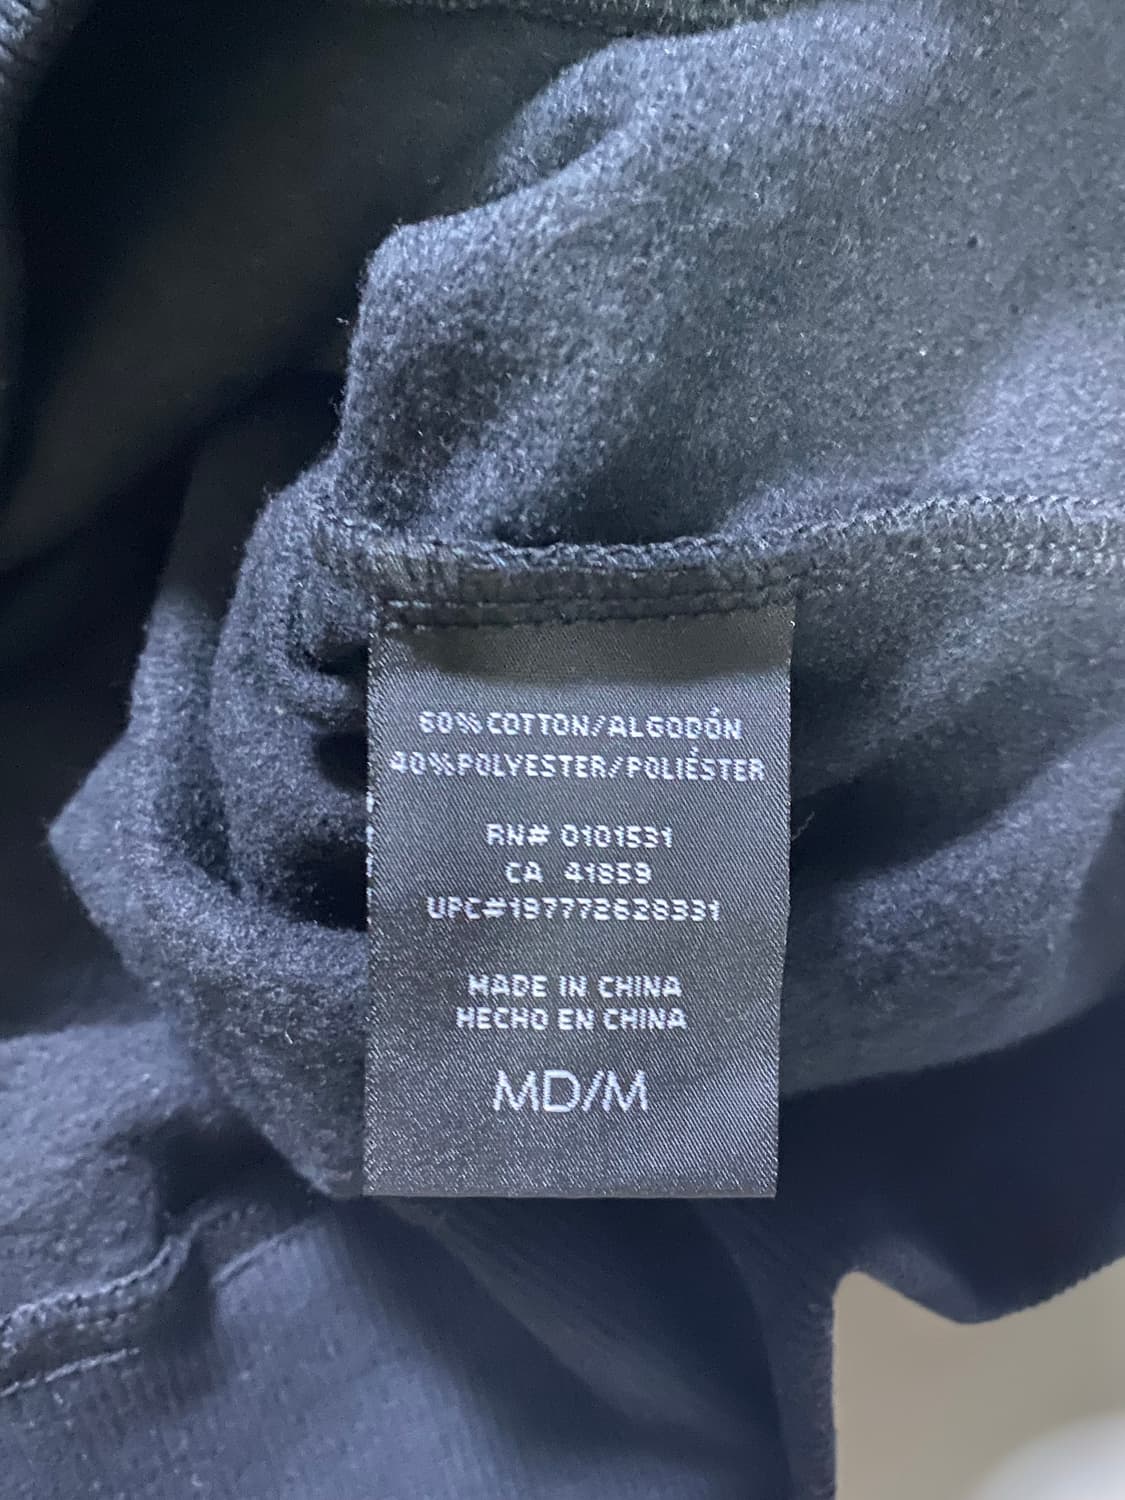 60% COTTON/ALGODÓN
40% POLYESTER/POLIÉSTER
RN# 0101531
CA 41859
UPC#197772628331
MADE IN CHINA
HECHO EN CHINA
MD/M